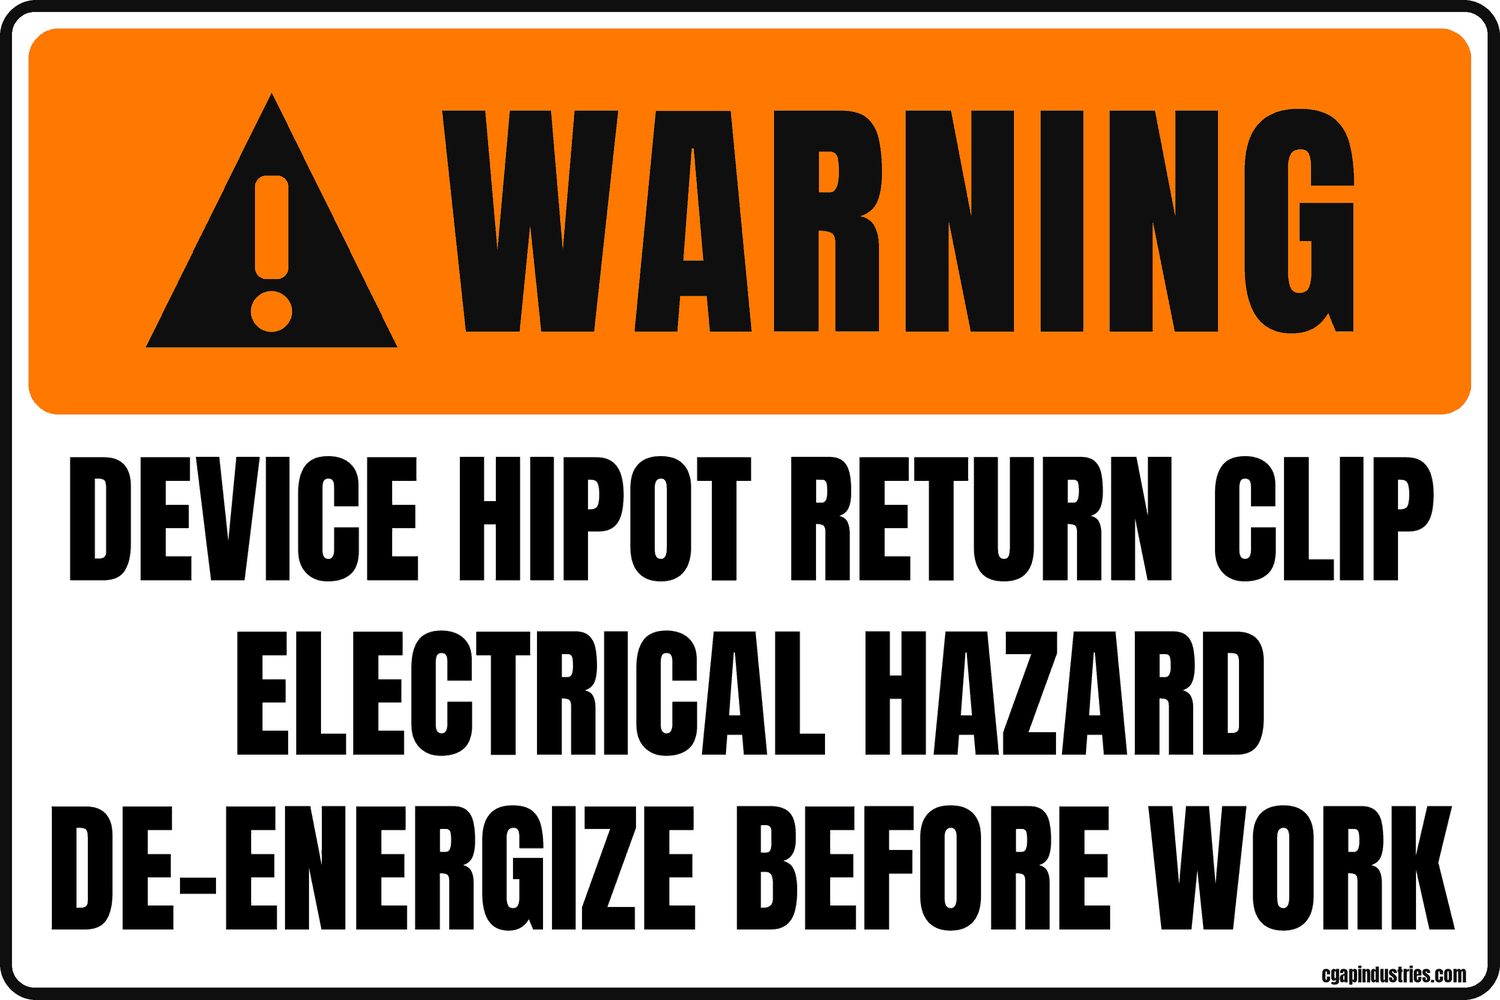 WARNING
DEVICE HIPOT RETURN CLIP
ELECTRICAL HAZARD
DE-ENERGIZE BEFORE WORK
cgapindustries.com